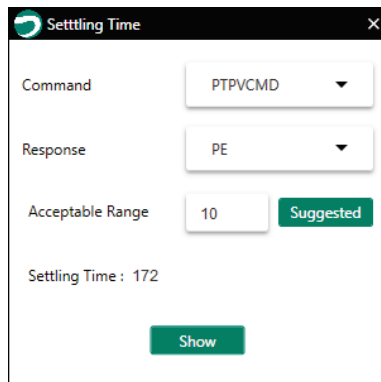 Setttling Time
Command PTPVCMD
Response PE
Acceptable Range 10 Suggested
Settling Time : 172
Show